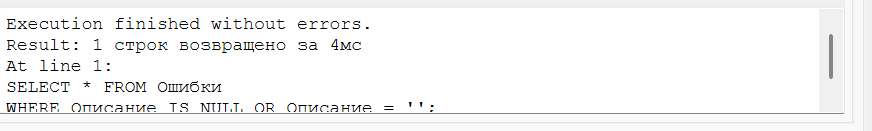 Execution finished without errors.
Result: 1 строк возвращено за 4мс
At line 1:
SELECT * FROM Ошибки
WHERE Описание IS NULL OR Описание = '';